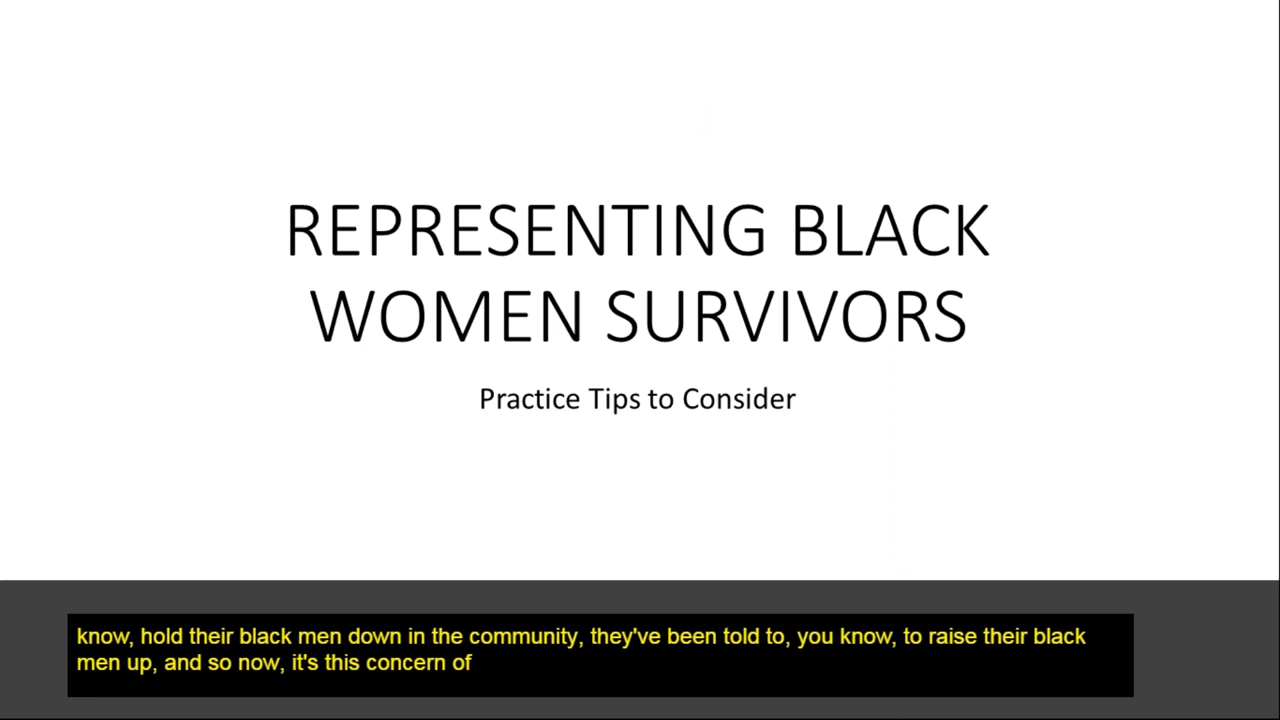 REPRESENTING BLACK
WOMEN SURVIVORS
Practice Tips to Consider
know, hold their black men down in the community, they've been told to, you know, to raise their black
men up, and so now, it's this concern of